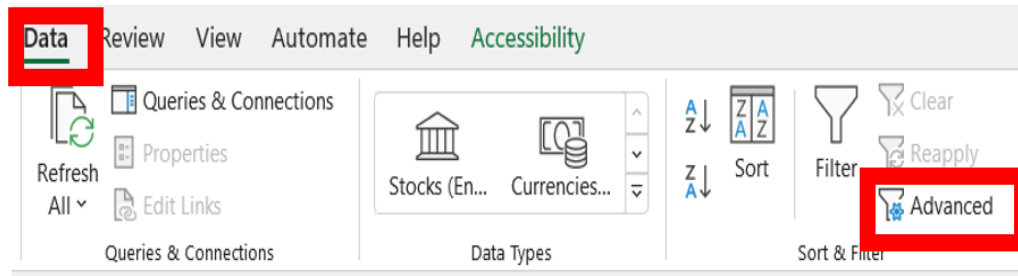 Data Review View Automate Help Accessibility
Queries & Connections
Properties
Edit Links
Refresh
All
Queries & Connections
Stocks (En...
Currencies...
Data Types
A
Z
Z
A
Z A
A Z
Sort
Filter
Clear
Reapply
Advanced
Sort & Filter